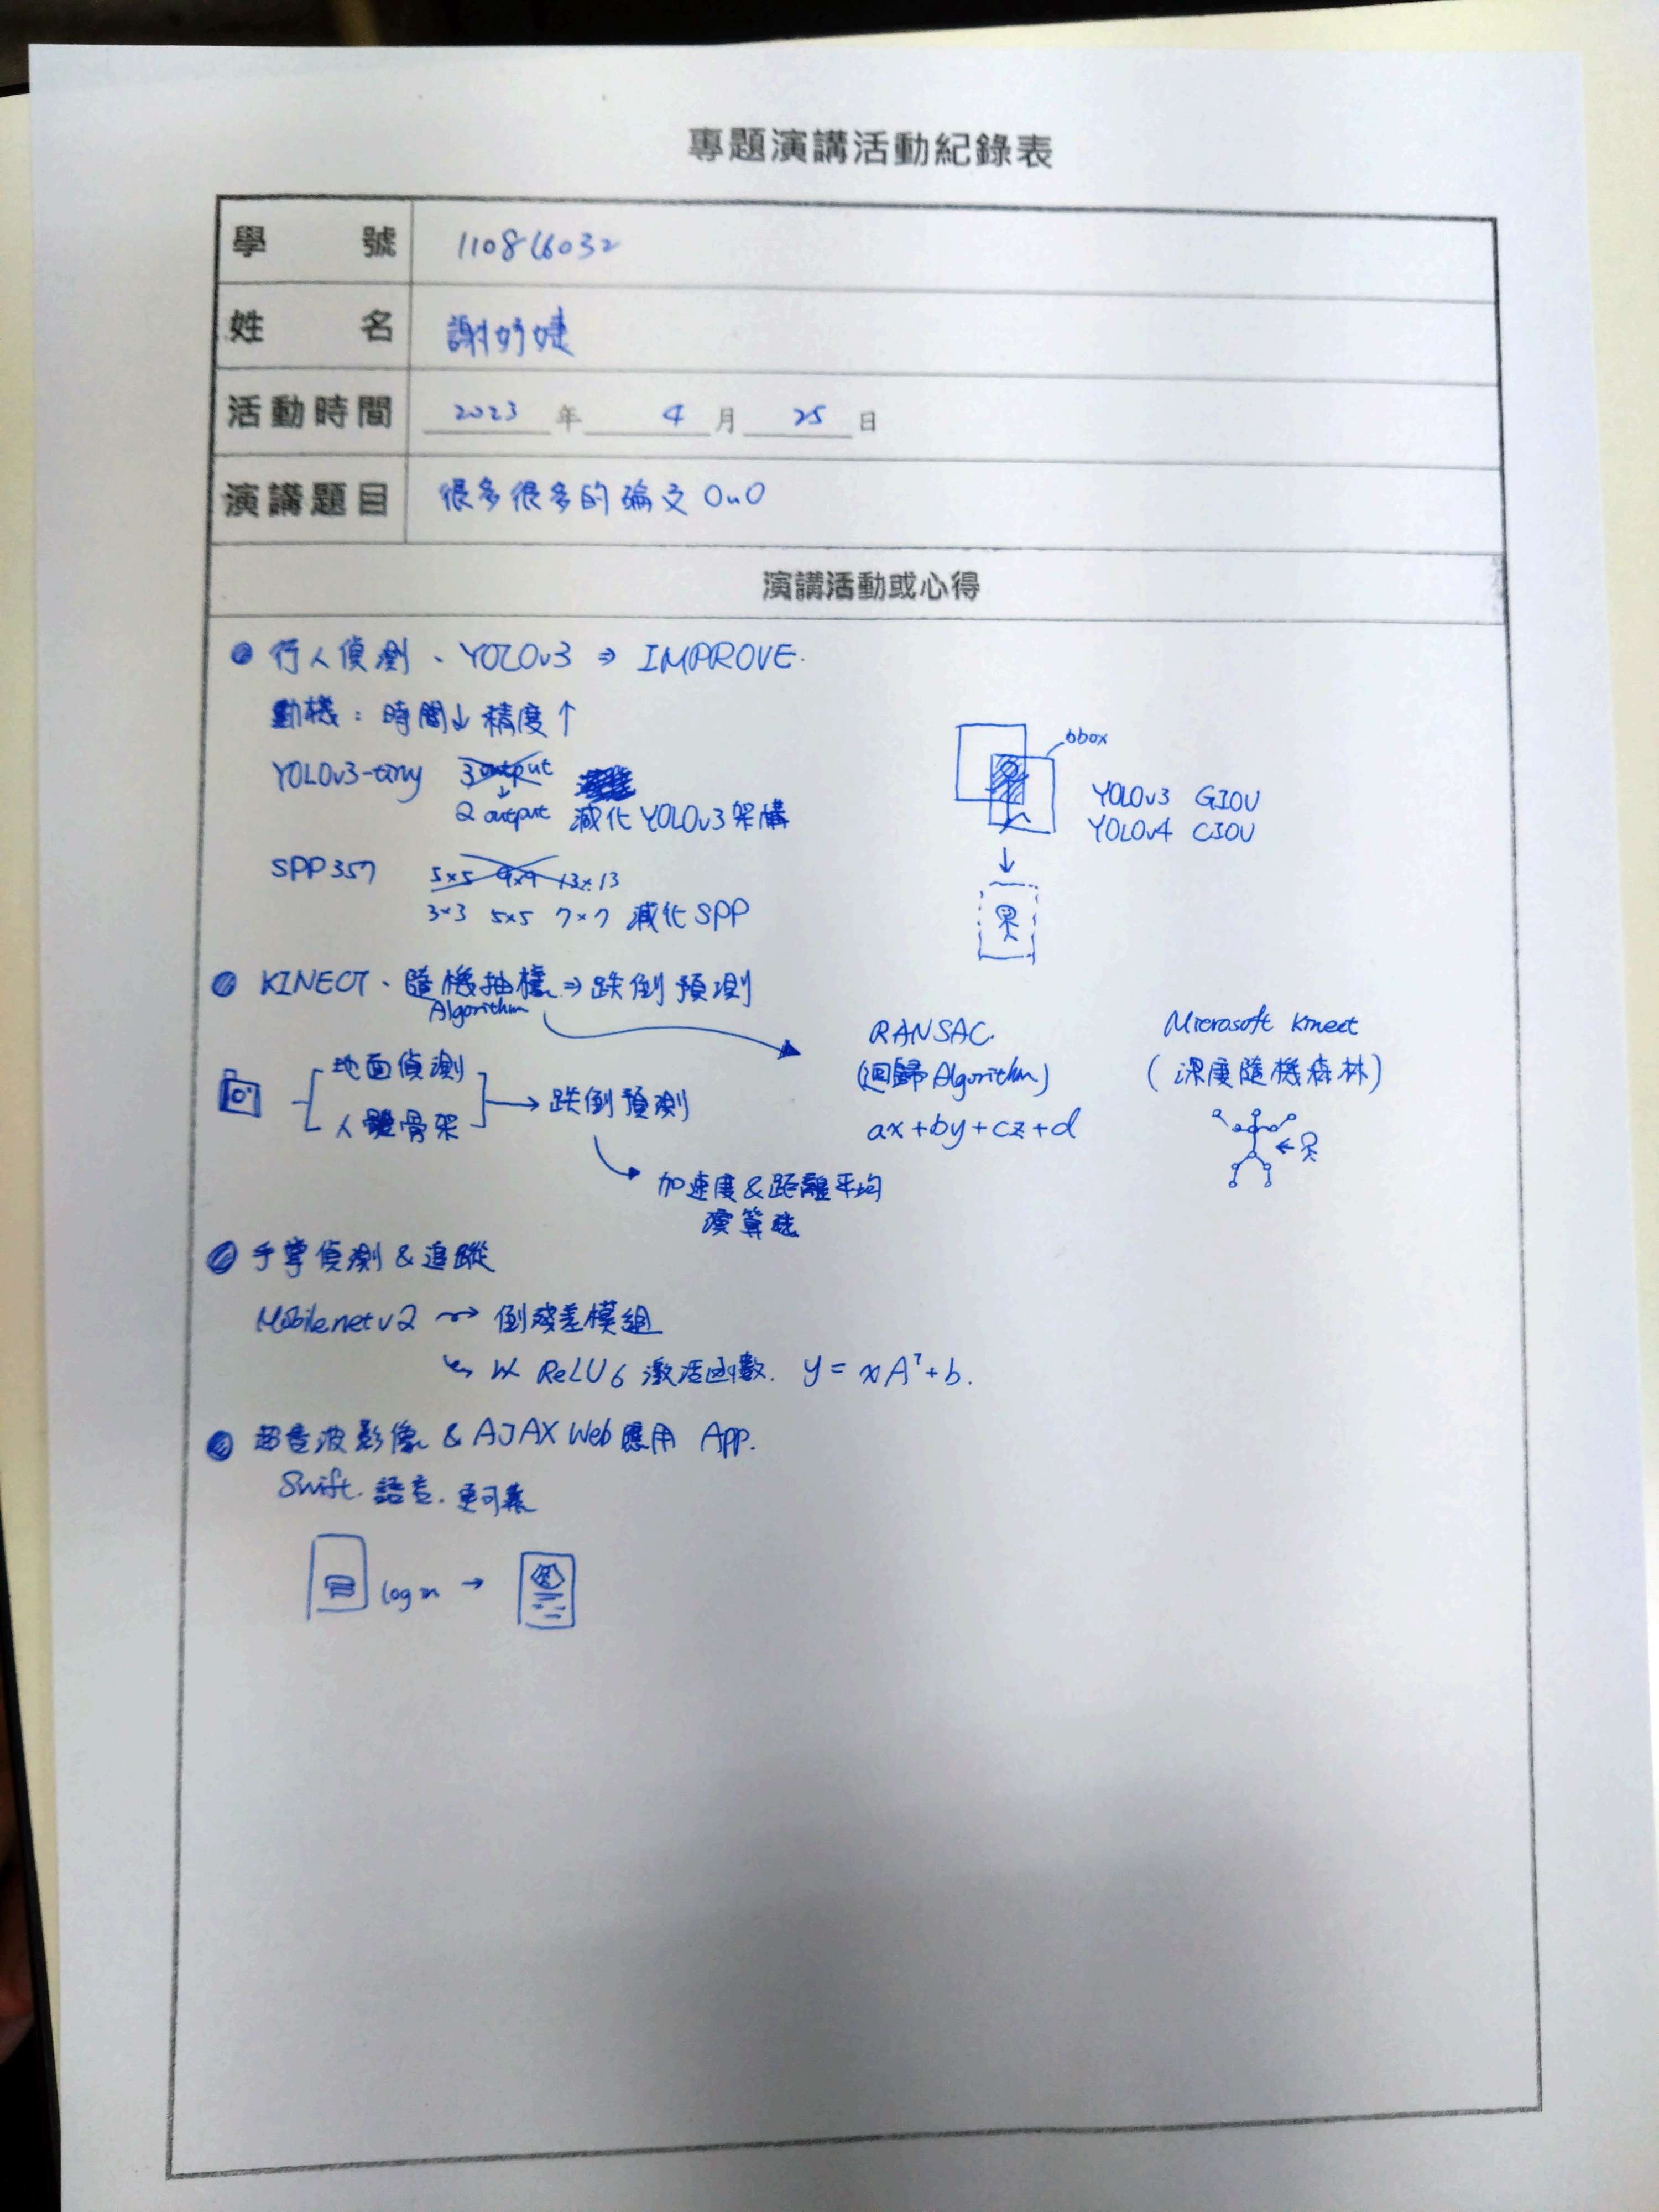 專題演講活動紀錄表
學號 110816032
姓名 謝妤婕
活動時間 2023 年 4 月 25 日
演講題目 很多很多的論文 OuO
演講活動或心得
行人偵測、YOLOv3 ⇒ IMPROVE.
動機：時間↓ 精度↑
YOLOv3-tiny 3 output
↓
2 output 減化 YOLOv3 架構
bbox
YOLOv3 GIOU
YOLOv4 CIOU
↓
SPP357 5×5 9×9 13×13
3×3 5×5 7×7 減化 SPP
KINECT、隨機抽樣 ⇒ 跌倒預測
Algorithm
RANSAC.
(迴歸 Algorithm)
ax+by+cz+d
Microsoft Kinect
(深度隨機森林)
地面偵測
人體骨架
→ 跌倒預測
加速度 & 距離平均
演算法
手掌偵測 & 追蹤
Mobilenetv2 → 倒殘差模組
↳ 以 ReLU6 激活函數. y = xAᵀ+b.
超音波影像 & AJAX Web 應用 App.
Swift. 語言. 更可靠
login →